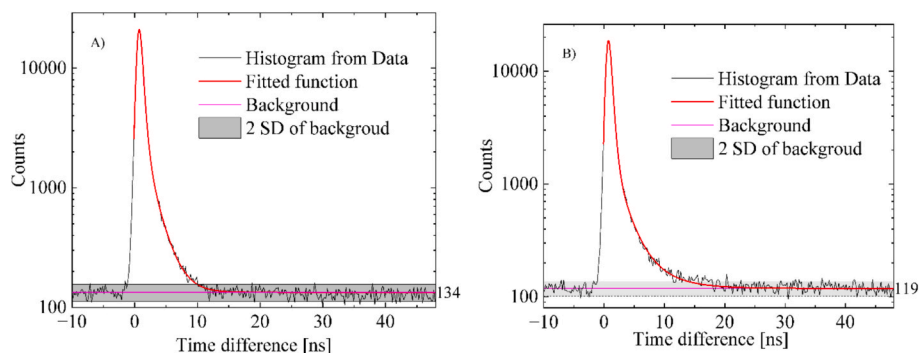 A)
Histogram from Data
Fitted function
Background
2 SD of backgroud
10000
1000
100
Counts
134
-10 0 10 20 30 40
Time difference [ns]
B)
Histogram from Data
Fitted function
Background
2 SD of backgroud
10000
1000
100
Counts
119
-10 0 10 20 30 40
Time difference [ns]